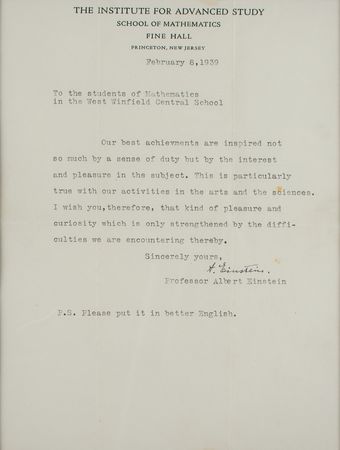 THE INSTITUTE FOR ADVANCED STUDY
SCHOOL OF MATHEMATICS
FINE HALL
PRINCETON, NEW JERSEY
February 8,1939
To the students of Mathematics
in the West Winfield Central School
Our best achievments are inspired not
so much by a sense of duty but by the interest
and pleasure in the subject. This is particularly
true with our activities in the arts and the sciences.
I wish you,therefore, that kind of pleasure and
curiosity which is only strengthened by the diffi-
culties we are encountering thereby.
Sincerely yours,
A. Einstein.
Professor Albert Einstein
P.S. Please put it in better English.